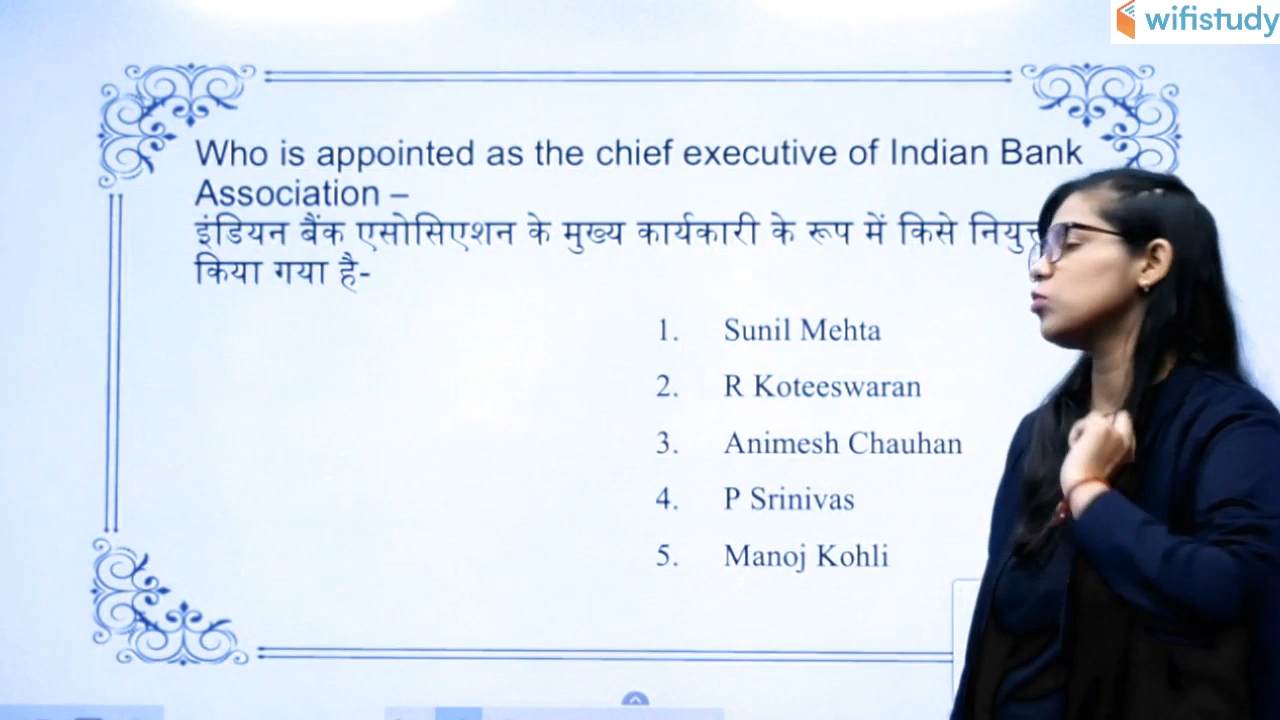 wifistudy
Who is appointed as the chief executive of Indian Bank
Association –
इंडियन बैंक एसोसिएशन के मुख्य कार्यकारी के रूप में किसे
किया गया है-
1. Sunil Mehta
2. R Koteeswaran
3. Animesh Chauhan
4. P Srinivas
5. Manoj Kohli